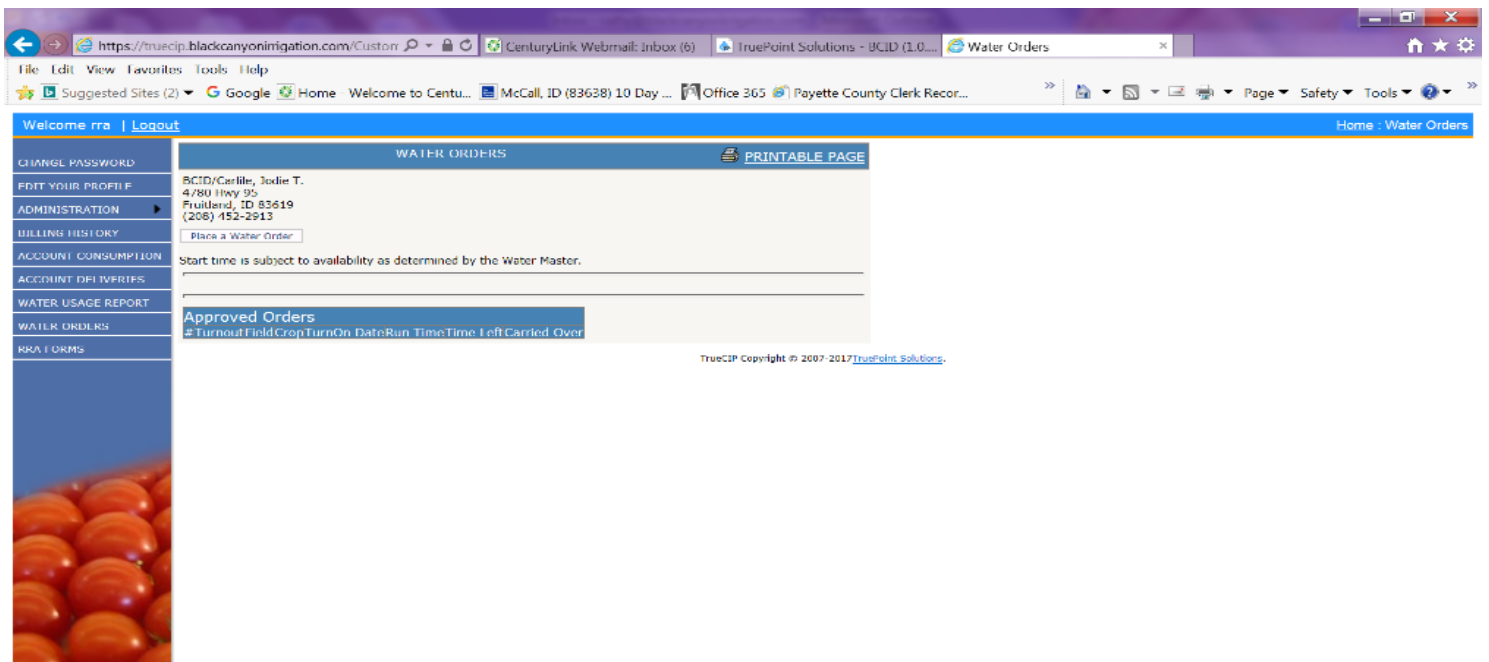 https://truecip.blackcanyonirrigation.com/Custom
CenturyLink Webmail: Inbox (6)
TruePoint Solutions - BCID (1.0....
Water Orders
File Edit View Favorites Tools Help
Suggested Sites (2)
Google
Home - Welcome to Centu...
McCall, ID (83638) 10 Day ...
Office 365
Payette County Clerk Recor...
Page
Safety
Tools
Welcome rra | Logout
Home : Water Orders
CHANGE PASSWORD
EDIT YOUR PROFILE
ADMINISTRATION
BILLING HISTORY
ACCOUNT CONSUMPTION
ACCOUNT DELIVERIES
WATER USAGE REPORT
WATER ORDERS
RRA FORMS
WATER ORDERS
PRINTABLE PAGE
BCID/Carlile, Jodie T.
4780 Hwy 95
Fruitland, ID 83619
(208) 452-2913
Place a Water Order
Start time is subject to availability as determined by the Water Master.
Approved Orders
#TurnoutFieldCropTurnOn DateRun TimeTime LeftCarried Over
TrueCIP Copyright © 2007-2017TruePoint Solutions.